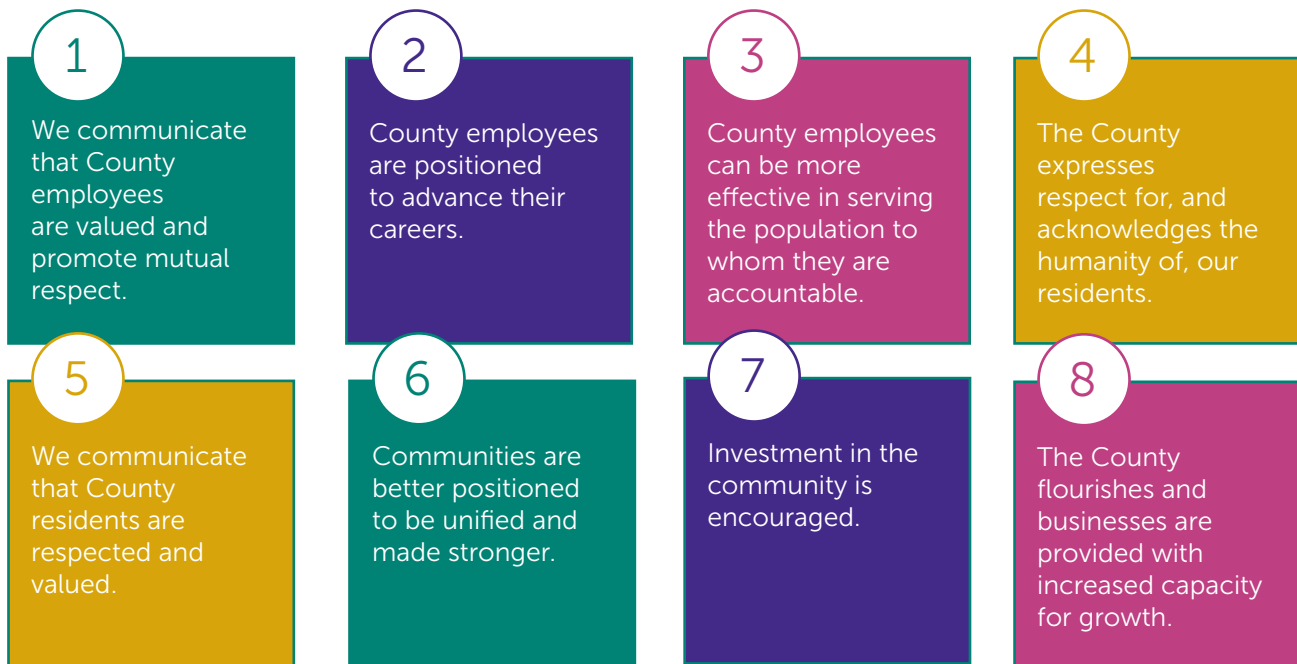 1
We communicate
that County
employees
are valued and
promote mutual
respect.
2
County employees
are positioned
to advance their
careers.
3
County employees
can be more
effective in serving
the population to
whom they are
accountable.
4
The County
expresses
respect for, and
acknowledges the
humanity of, our
residents.
5
We communicate
that County
residents are
respected and
valued.
6
Communities are
better positioned
to be unified and
made stronger.
7
Investment in the
community is
encouraged.
8
The County
flourishes and
businesses are
provided with
increased capacity
for growth.